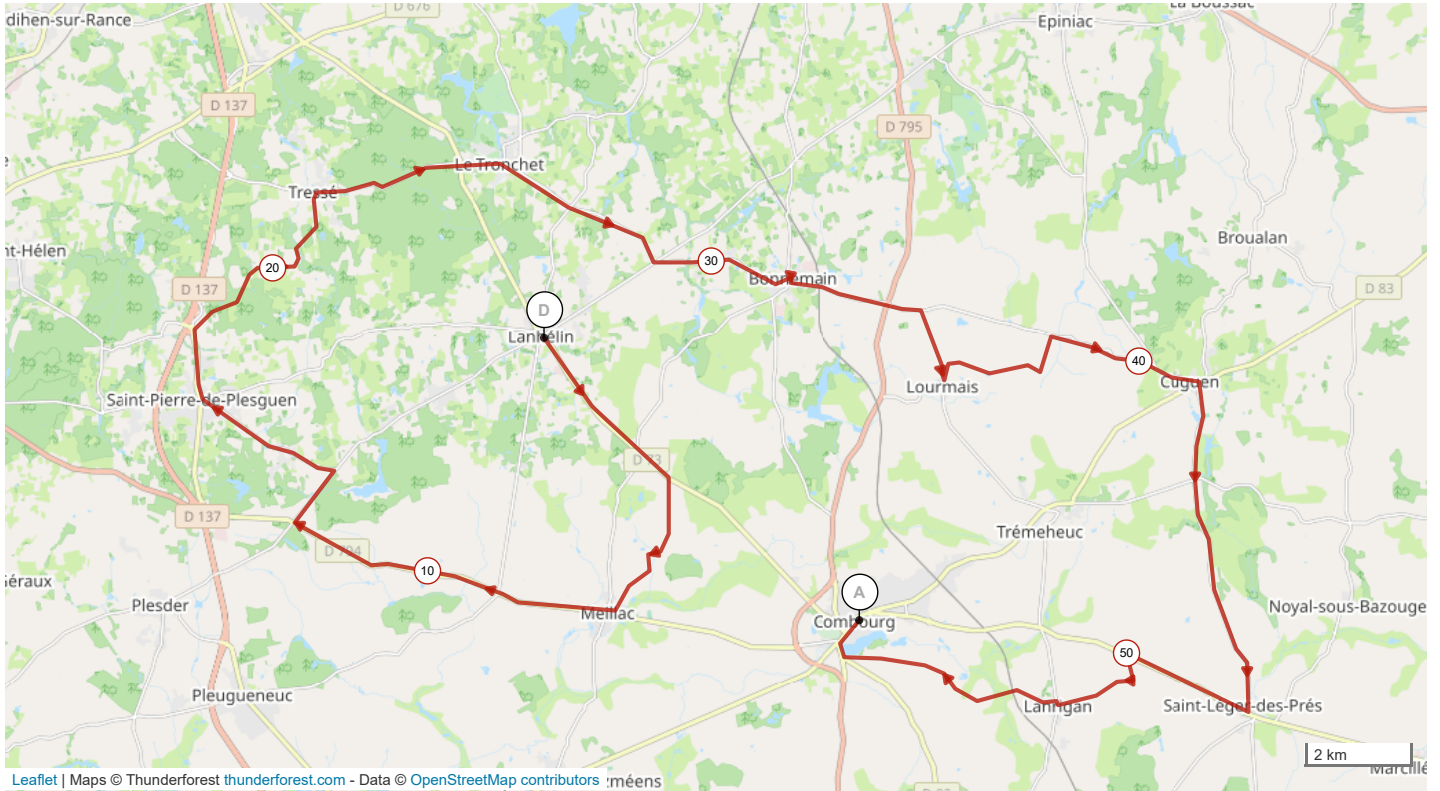 D 676
La Boussac
dihen-sur-Rance
Epiniac
D 137
D 795
Le Tronchet
Tressé
nt-Hélen
Broualan
20
30
Bonnemain
D 137
D 83
D
Lanhélin
40
Cuguen
Lourmais
Saint-Pierre-de-Plesguen
D 73
D 137
Trémeheuc
D 794
10
Géraux
A
Plesder
Meillac
Combourg
Noyal-sous-Bazouge
50
Pleugueneuc
Lanrigan
Saint-Léger-des-Prés
2 km
Marcillé
Leaflet | Maps © Thunderforest thunderforest.com - Data © OpenStreetMap contributors
méens